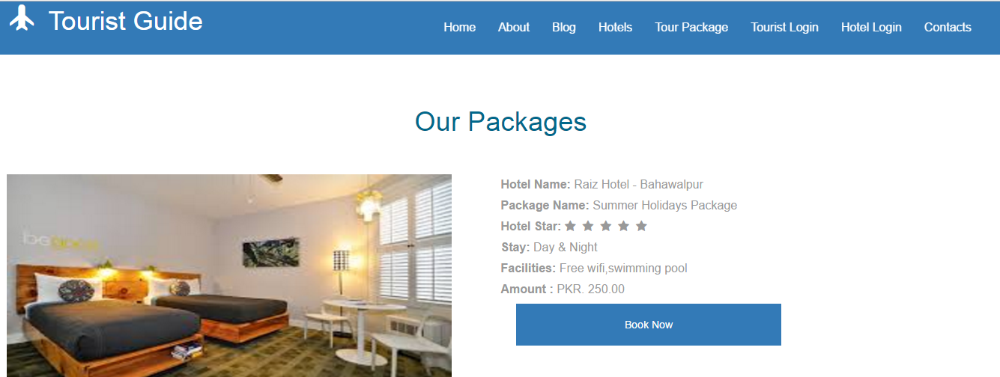 Tourist Guide
Home About Blog Hotels Tour Package Tourist Login Hotel Login Contacts
Our Packages
Hotel Name: Raiz Hotel - Bahawalpur
Package Name: Summer Holidays Package
Hotel Star:
Stay: Day & Night
Facilities: Free wifi,swimming pool
Amount : PKR. 250.00
Book Now